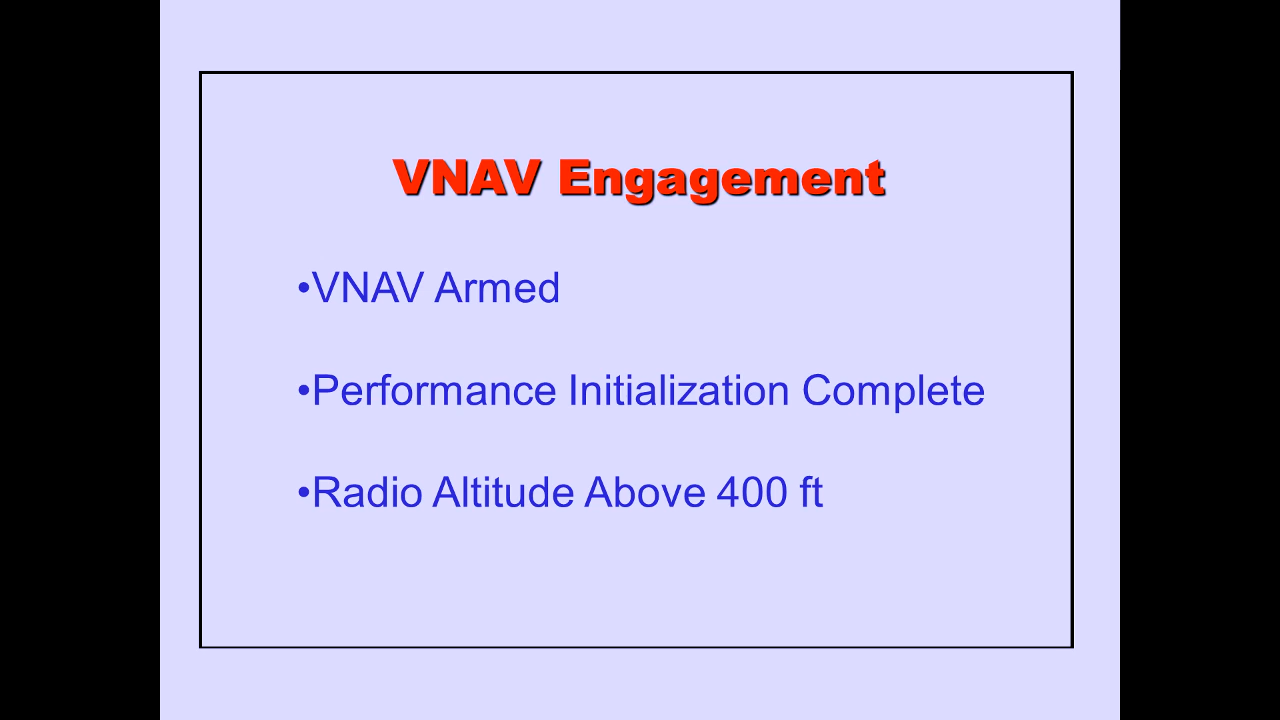 VNAV Engagement
•VNAV Armed
•Performance Initialization Complete
•Radio Altitude Above 400 ft